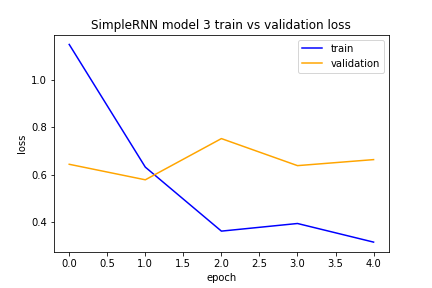 SimpleRNN model 3 train vs validation loss
train
validation
loss
1.0
0.8
0.6
0.4
0.0 0.5 1.0 1.5 2.0 2.5 3.0 3.5 4.0
epoch